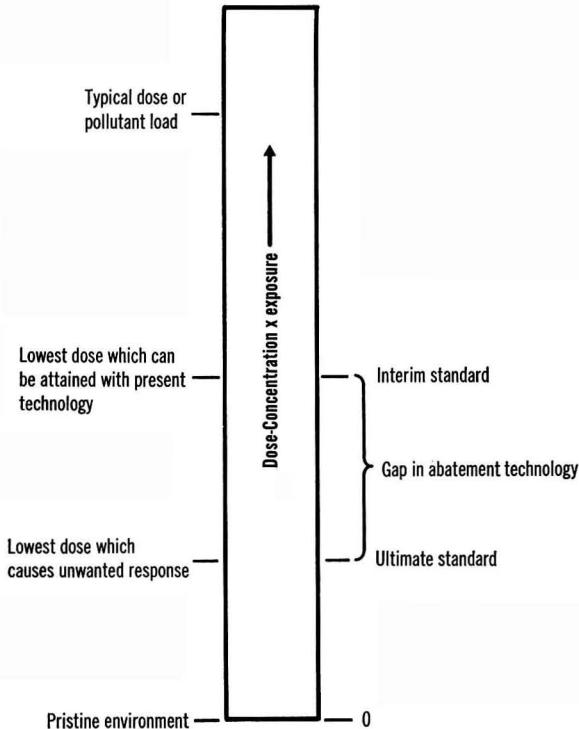 Typical dose or
pollutant load
Dose-Concentration x exposure
Lowest dose which can
be attained with present
technology
Interim standard
Gap in abatement technology
Lowest dose which
causes unwanted response
Ultimate standard
Pristine environment
0